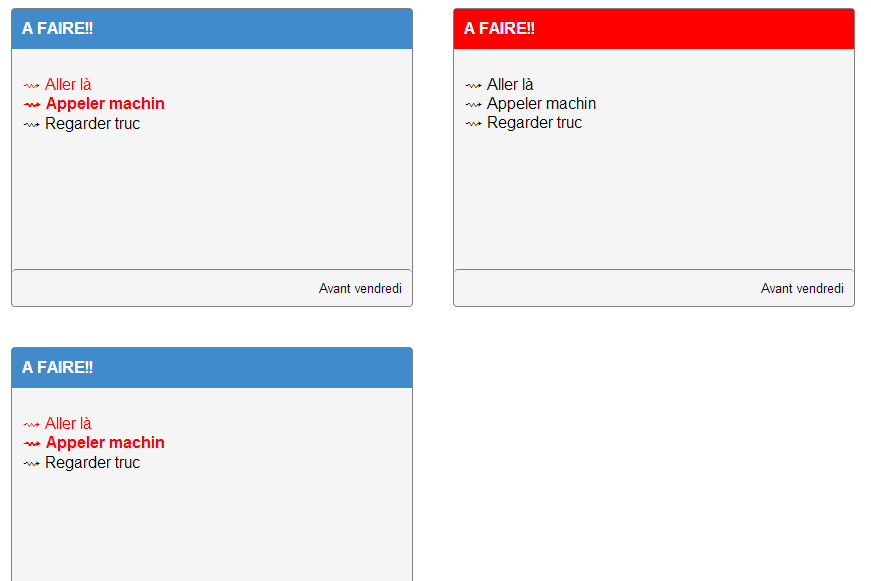 A FAIRE!!
⇝ Aller là
⇝ Appeler machin
⇝ Regarder truc
Avant vendredi
A FAIRE!!
⇝ Aller là
⇝ Appeler machin
⇝ Regarder truc
Avant vendredi
A FAIRE!!
⇝ Aller là
⇝ Appeler machin
⇝ Regarder truc